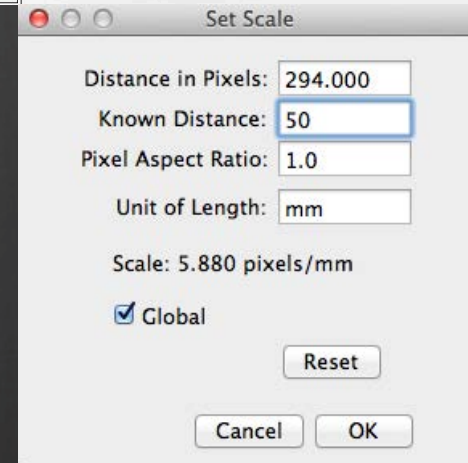 Set Scale
Distance in Pixels: 294.000
Known Distance: 50
Pixel Aspect Ratio: 1.0
Unit of Length: mm
Scale: 5.880 pixels/mm
Global
Reset
Cancel OK